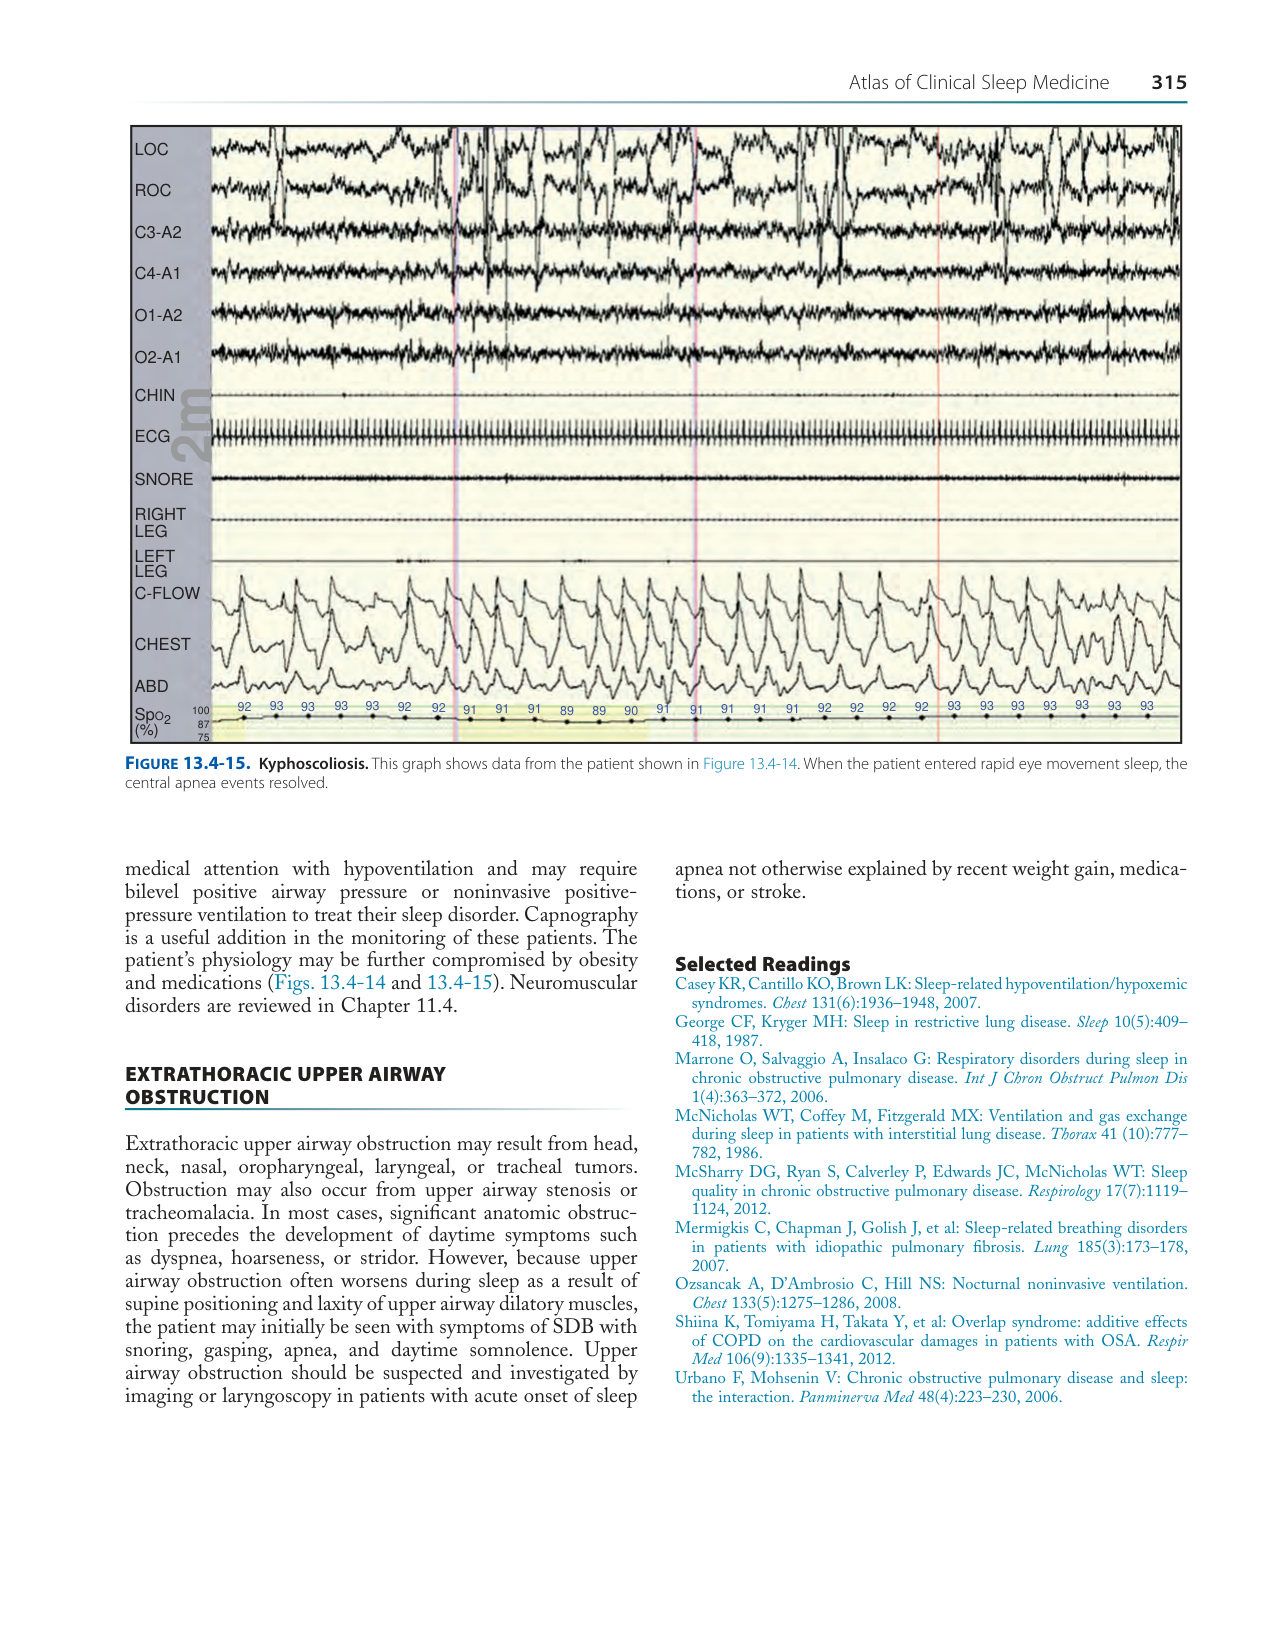 Atlas of Clinical Sleep Medicine 315
LOC
ROC
C3-A2
C4-A1
O1-A2
O2-A1
CHIN
2m
ECG
SNORE
RIGHT
LEG
LEFT
LEG
C-FLOW
CHEST
ABD
SpO2
(%)
100
87
75
92 93 93 93 93 92 92 91 91 91 89 89 90 91 91 91 91 91 92 92 92 92 93 93 93 93 93 93 93
FIGURE 13.4-15. Kyphoscoliosis. This graph shows data from the patient shown in Figure 13.4-14. When the patient entered rapid eye movement sleep, the
central apnea events resolved.
medical attention with hypoventilation and may require
bilevel positive airway pressure or noninvasive positive-
pressure ventilation to treat their sleep disorder. Capnography
is a useful addition in the monitoring of these patients. The
patient's physiology may be further compromised by obesity
and medications (Figs. 13.4-14 and 13.4-15). Neuromuscular
disorders are reviewed in Chapter 11.4.
EXTRATHORACIC UPPER AIRWAY
OBSTRUCTION
Extrathoracic upper airway obstruction may result from head,
neck, nasal, oropharyngeal, laryngeal, or tracheal tumors.
Obstruction may also occur from upper airway stenosis or
tracheomalacia. In most cases, significant anatomic obstruc-
tion precedes the development of daytime symptoms such
as dyspnea, hoarseness, or stridor. However, because upper
airway obstruction often worsens during sleep as a result of
supine positioning and laxity of upper airway dilatory muscles,
the patient may initially be seen with symptoms of SDB with
snoring, gasping, apnea, and daytime somnolence. Upper
airway obstruction should be suspected and investigated by
imaging or laryngoscopy in patients with acute onset of sleep
apnea not otherwise explained by recent weight gain, medica-
tions, or stroke.
Selected Readings
Casey KR, Cantillo KO, Brown LK: Sleep-related hypoventilation/hypoxemic
syndromes. Chest 131(6):1936–1948, 2007.
George CF, Kryger MH: Sleep in restrictive lung disease. Sleep 10(5):409–
418, 1987.
Marrone O, Salvaggio A, Insalaco G: Respiratory disorders during sleep in
chronic obstructive pulmonary disease. Int J Chron Obstruct Pulmon Dis
1(4):363–372, 2006.
McNicholas WT, Coffey M, Fitzgerald MX: Ventilation and gas exchange
during sleep in patients with interstitial lung disease. Thorax 41 (10):777–
782, 1986.
McSharry DG, Ryan S, Calverley P, Edwards JC, McNicholas WT: Sleep
quality in chronic obstructive pulmonary disease. Respirology 17(7):1119–
1124, 2012.
Mermigkis C, Chapman J, Golish J, et al: Sleep-related breathing disorders
in patients with idiopathic pulmonary fibrosis. Lung 185(3):173–178,
2007.
Ozsancak A, D'Ambrosio C, Hill NS: Nocturnal noninvasive ventilation.
Chest 133(5):1275–1286, 2008.
Shiina K, Tomiyama H, Takata Y, et al: Overlap syndrome: additive effects
of COPD on the cardiovascular damages in patients with OSA. Respir
Med 106(9):1335–1341, 2012.
Urbano F, Mohsenin V: Chronic obstructive pulmonary disease and sleep:
the interaction. Panminerva Med 48(4):223–230, 2006.